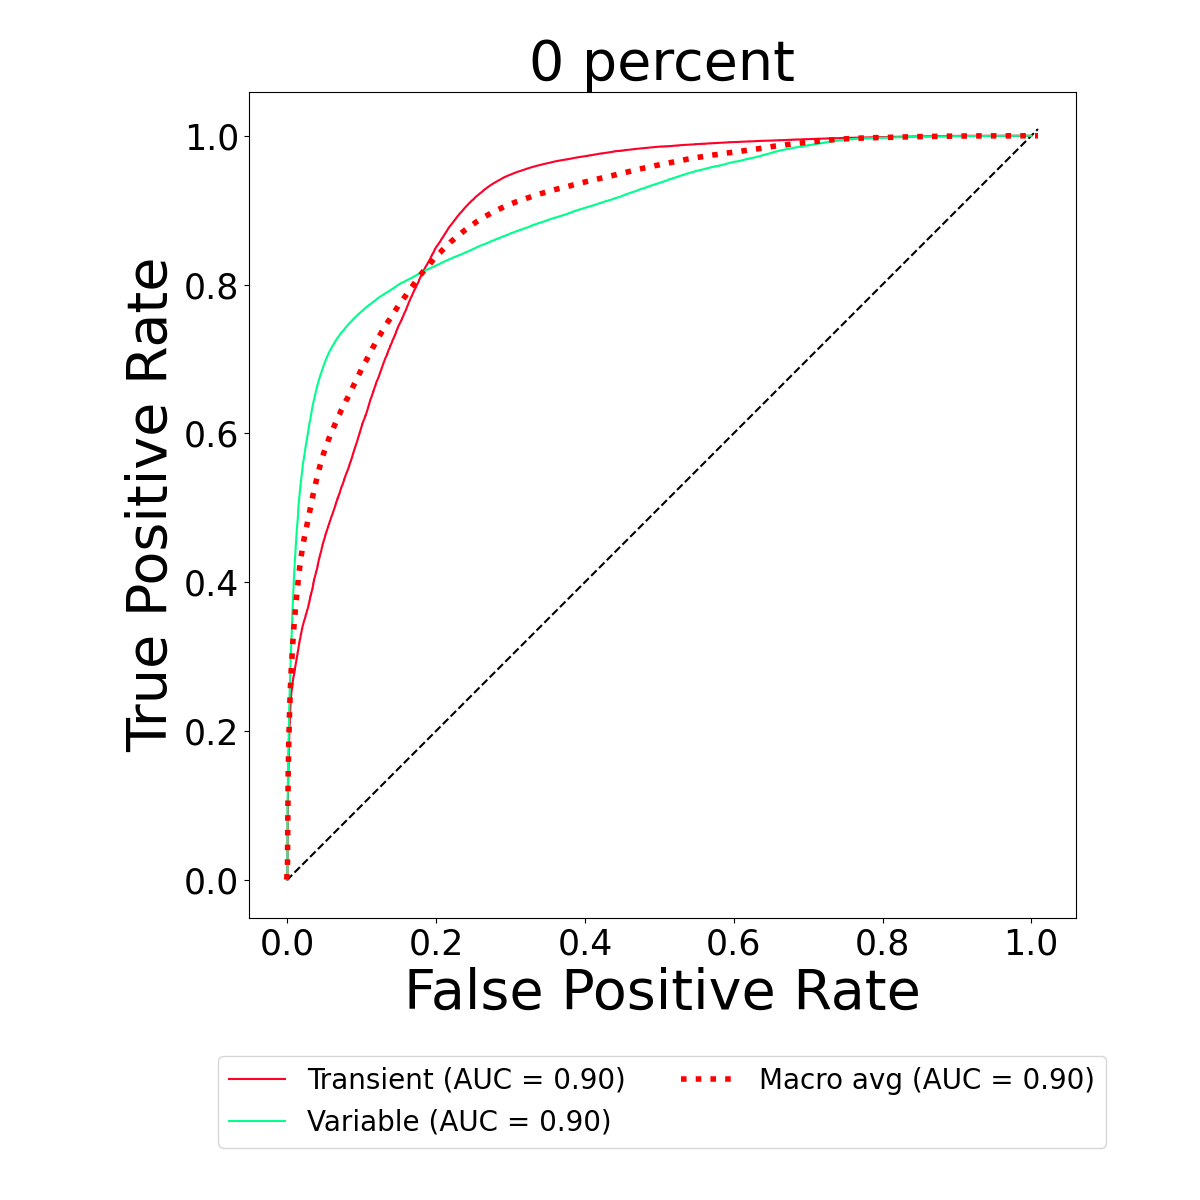 0 percent
True Positive Rate
1.0
0.8
0.6
0.4
0.2
0.0
0.0 0.2 0.4 0.6 0.8 1.0
False Positive Rate
Transient (AUC = 0.90)
Variable (AUC = 0.90)
Macro avg (AUC = 0.90)